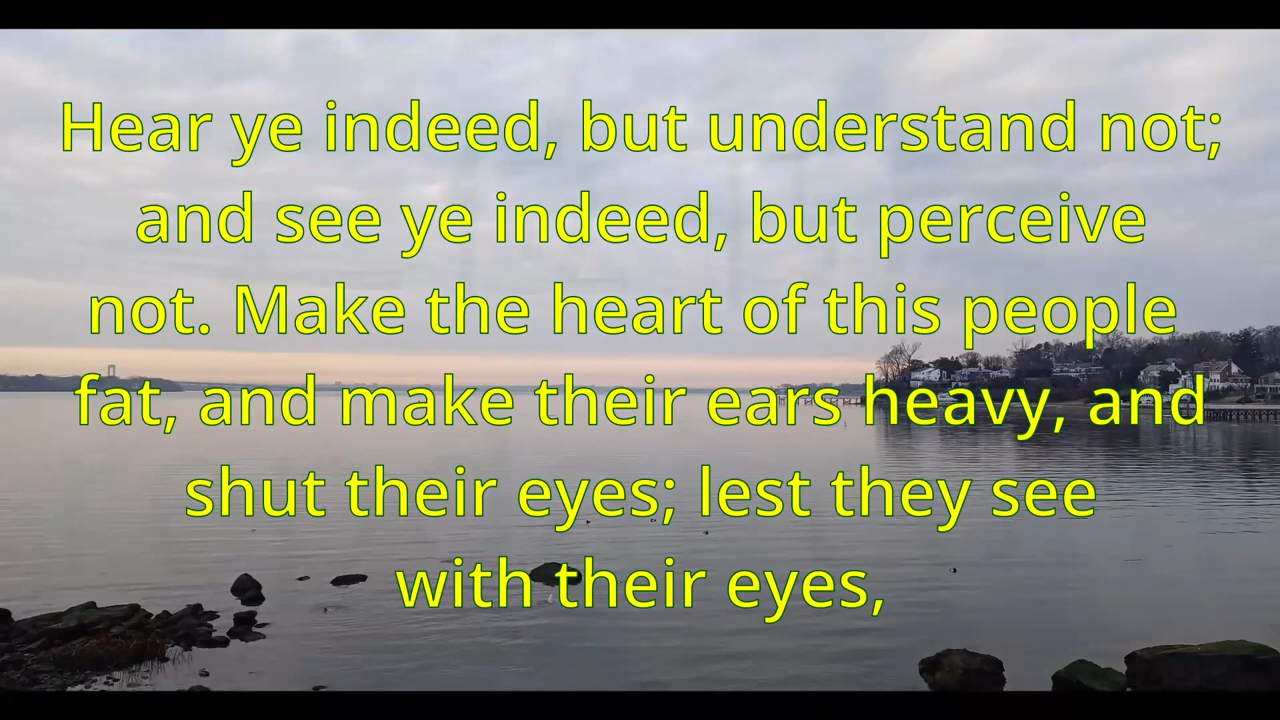 Hear ye indeed, but understand not;
and see ye indeed, but perceive
not. Make the heart of this people
fat, and make their ears heavy, and
shut their eyes; lest they see
with their eyes,